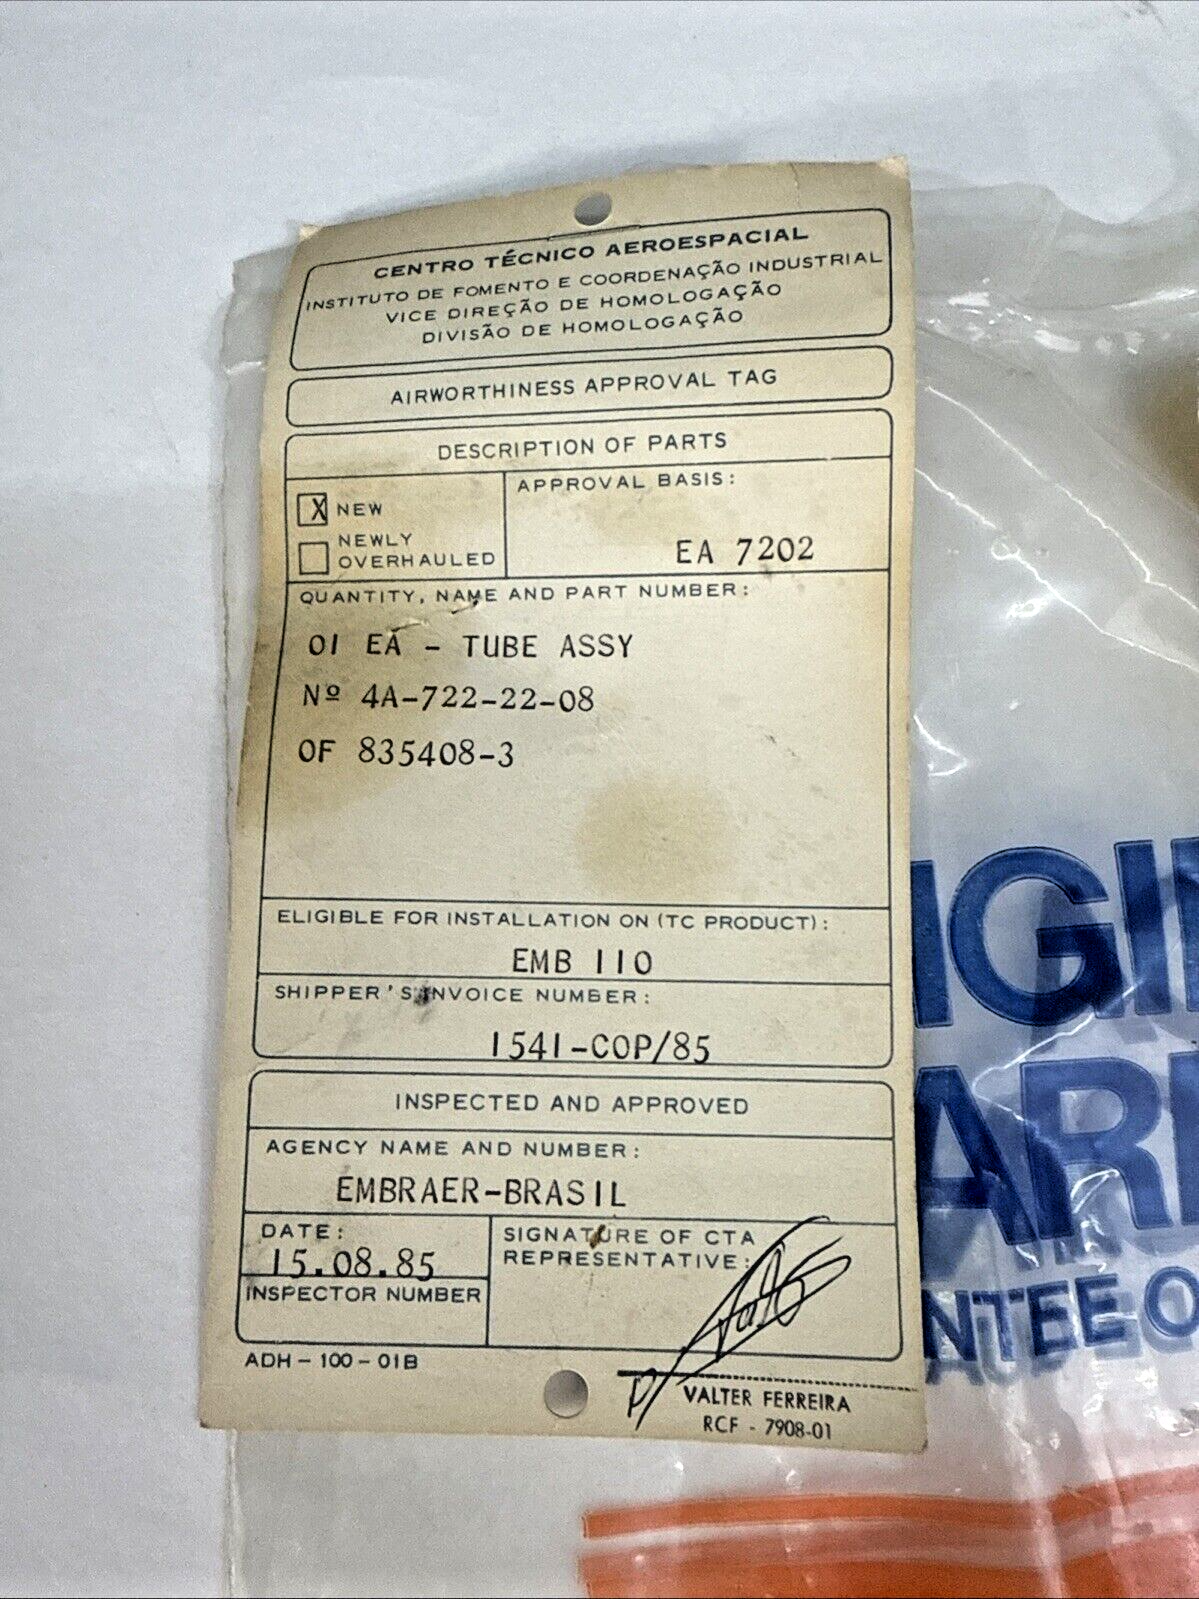 CENTRO TÉCNICO AEROESPACIAL
INSTITUTO DE FOMENTO E COORDENAÇÃO INDUSTRIAL
VICE DIREÇÃO DE HOMOLOGAÇÃO
DIVISÃO DE HOMOLOGAÇÃO
AIRWORTHINESS APPROVAL TAG
DESCRIPTION OF PARTS
X NEW
NEWLY
OVERHAULED
APPROVAL BASIS:
EA 7202
QUANTITY, NAME AND PART NUMBER:
01 EA - TUBE ASSY
Nº 4A-722-22-08
OF 835408-3
ELIGIBLE FOR INSTALLATION ON (TC PRODUCT):
EMB 110
SHIPPER'S INVOICE NUMBER:
1541-COP/85
INSPECTED AND APPROVED
AGENCY NAME AND NUMBER:
EMBRAER-BRASIL
DATE:
15.08.85
INSPECTOR NUMBER
SIGNATURE OF CTA
REPRESENTATIVE:
ADH - 100 - 01B
VALTER FERREIRA
RCF - 7908-01